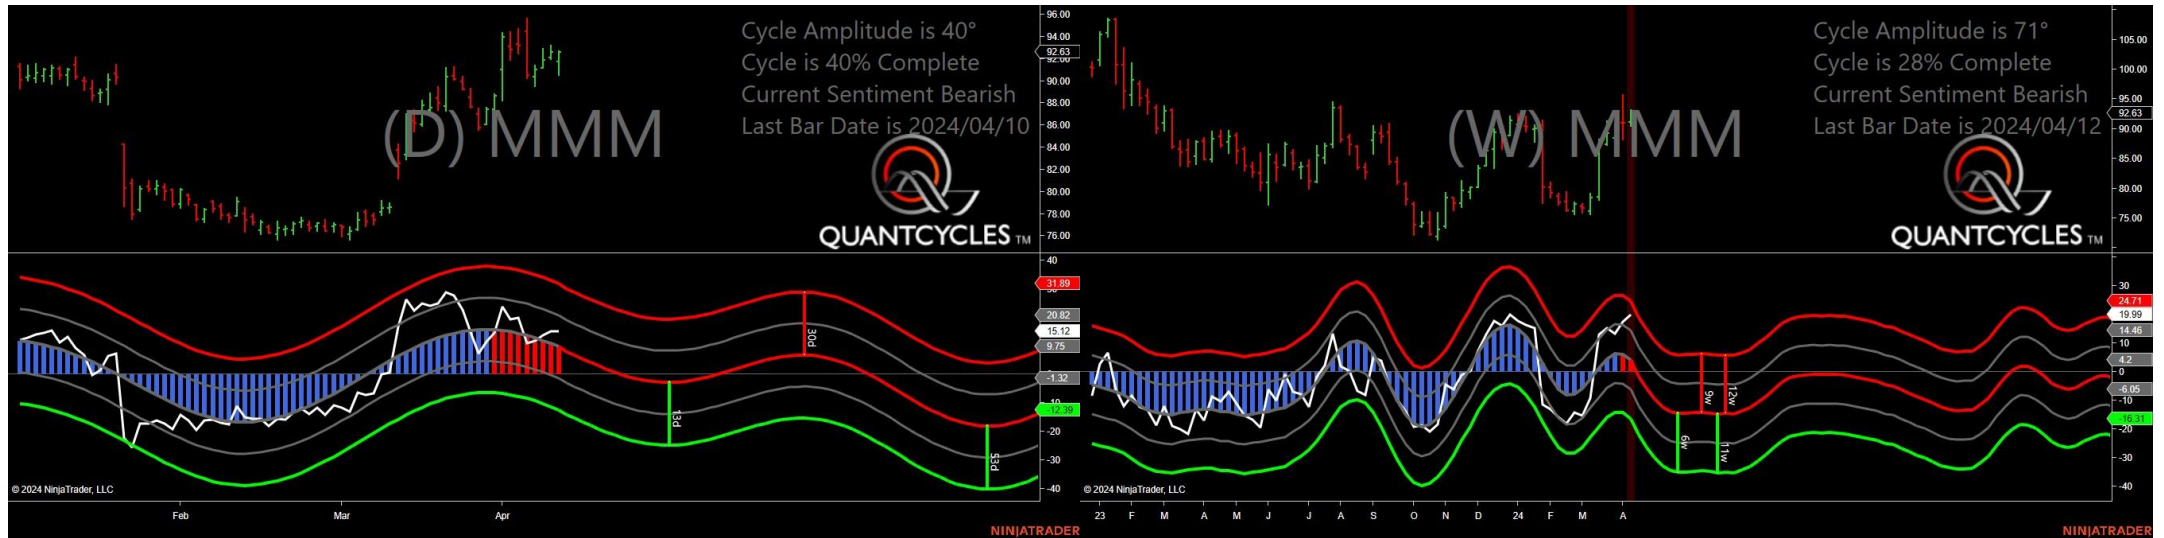 Cycle Amplitude is 40°
Cycle is 40% Complete
Current Sentiment Bearish
Last Bar Date is 2024/04/10
(D) MMM
QUANTCYCLES TM
96.00
94.00
92.63
92.00
90.00
88.00
86.00
84.00
82.00
80.00
78.00
76.00
40
31.89
20.82
15.12
9.75
-1.32
-10
-12.39
-20
-30
-40
30d
13d
53d
© 2024 NinjaTrader, LLC
Feb
Mar
Apr
NINJATRADER
Cycle Amplitude is 71°
Cycle is 28% Complete
Current Sentiment Bearish
Last Bar Date is 2024/04/12
(W) MMM
QUANTCYCLES TM
105.00
100.00
95.00
92.63
90.00
85.00
80.00
75.00
30
24.71
19.99
14.46
10
4.2
0
-6.05
-10
-16.31
-20
-30
-40
9w
12w
6w
11w
© 2024 NinjaTrader, LLC
23
F
M
A
M
J
J
A
S
O
N
D
24
F
M
A
NINJATRADER